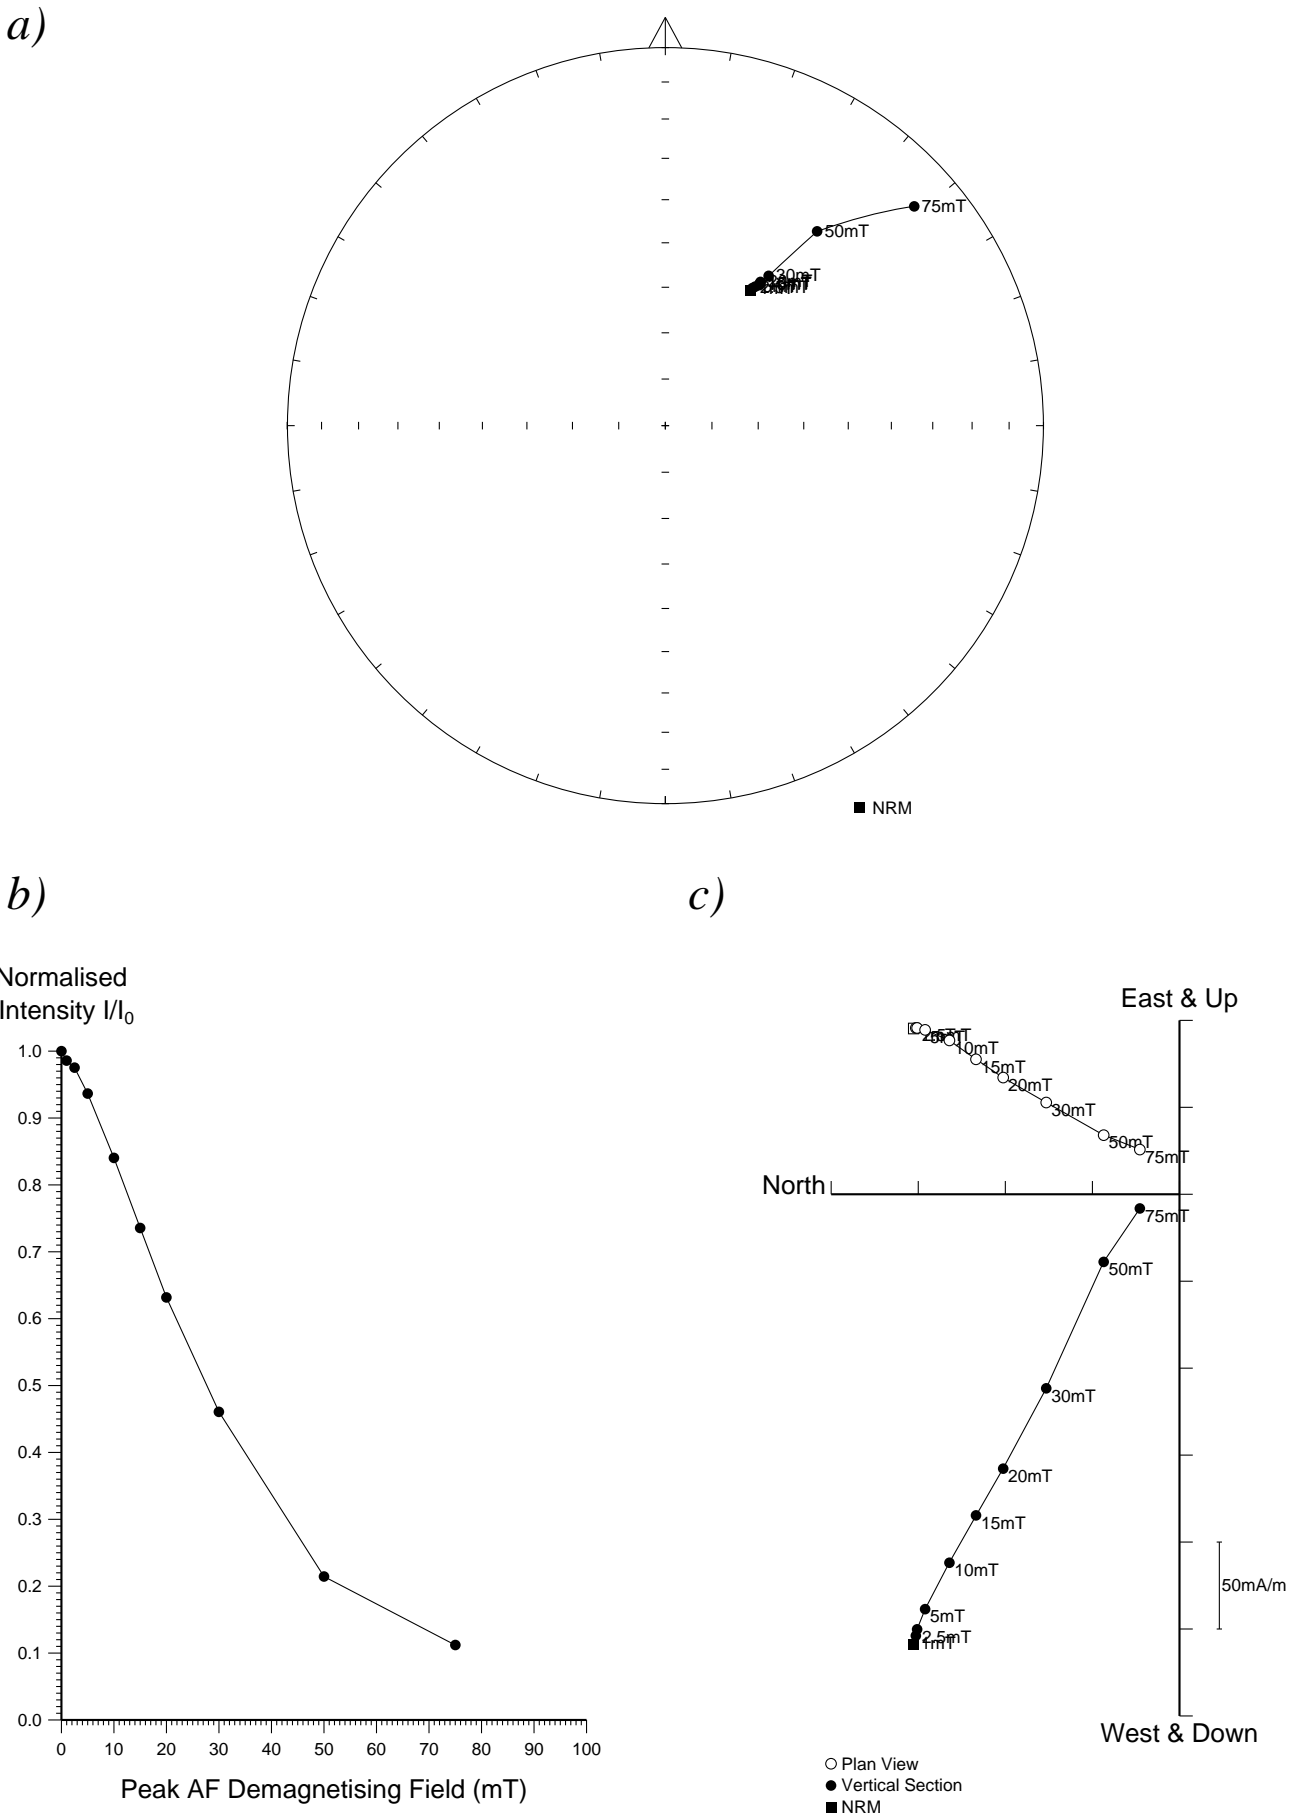 a)
75mT
50mT
30mT
NRM
b)
c)
Normalised
Intensity I/I0
1.0
0.9
0.8
0.7
0.6
0.5
0.4
0.3
0.2
0.1
0.0
0 10 20 30 40 50 60 70 80 90 100
Peak AF Demagnetising Field (mT)
East & Up
10mT
15mT
20mT
30mT
50mT
75mT
North
75mT
50mT
30mT
20mT
15mT
10mT
5mT
2.5mT
1mT
50mA/m
West & Down
Plan View
Vertical Section
NRM